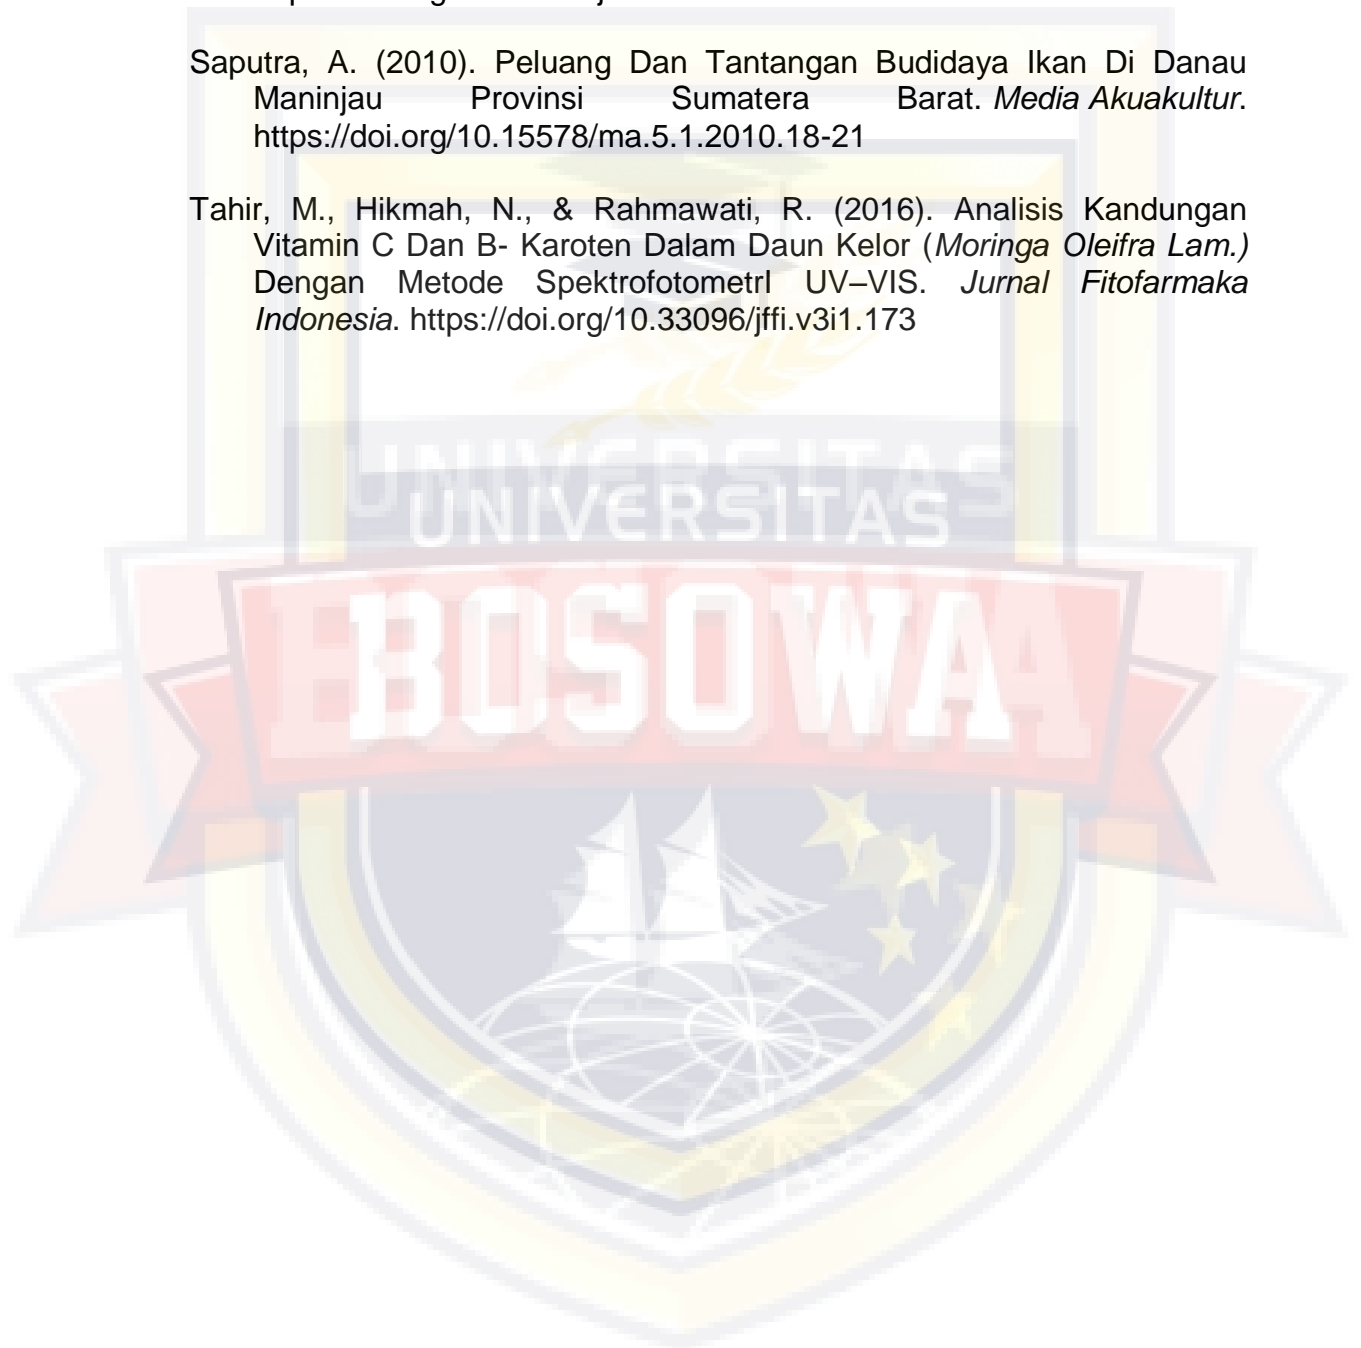 Saputra, A. (2010). Peluang Dan Tantangan Budidaya Ikan Di Danau
Maninjau Provinsi Sumatera Barat. Media Akuakultur.
https://doi.org/10.15578/ma.5.1.2010.18-21
Tahir, M., Hikmah, N., & Rahmawati, R. (2016). Analisis Kandungan
Vitamin C Dan B- Karoten Dalam Daun Kelor (Moringa Oleifra Lam.)
Dengan Metode Spektrofotometrl UV–VIS. Jurnal Fitofarmaka
Indonesia. https://doi.org/10.33096/jffi.v3i1.173
UNIVERSITAS
UNIVERSITAS
BOSOWA
BOSOWA